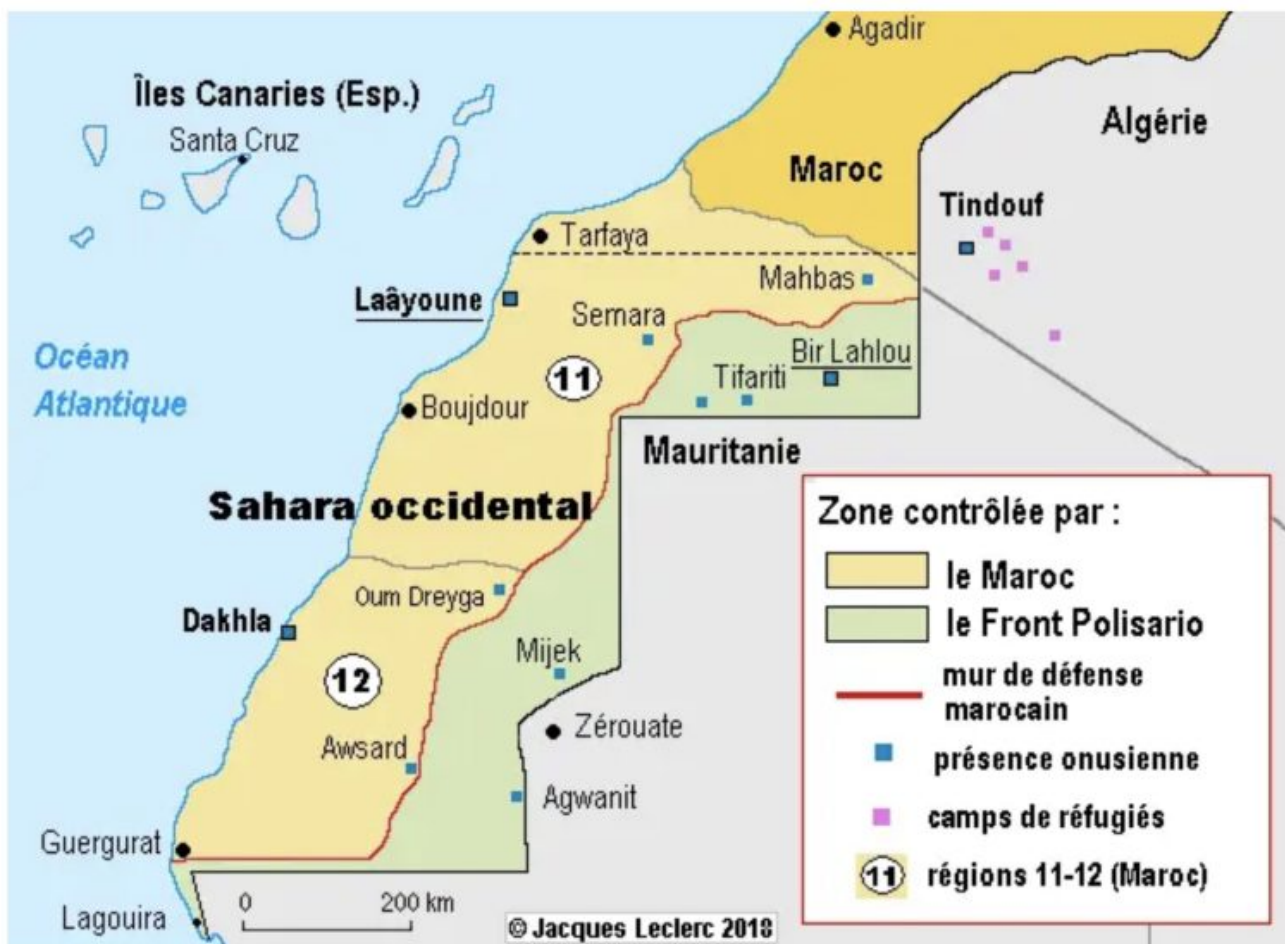 Agadir
Îles Canaries (Esp.)
Santa Cruz
Algérie
Maroc
Tindouf
Tarfaya
Mahbas
Laâyoune
Semara
Bir Lahlou
Océan
Atlantique
11
Tifariti
Boujdour
Mauritanie
Sahara occidental
Oum Dreyga
Dakhla
Mijek
12
Zérouate
Awsard
Agwanit
Guergurat
Lagouira
0 200 km
© Jacques Leclerc 2018
Zone contrôlée par :
le Maroc
le Front Polisario
mur de défense
marocain
présence onusienne
camps de réfugiés
11 régions 11-12 (Maroc)